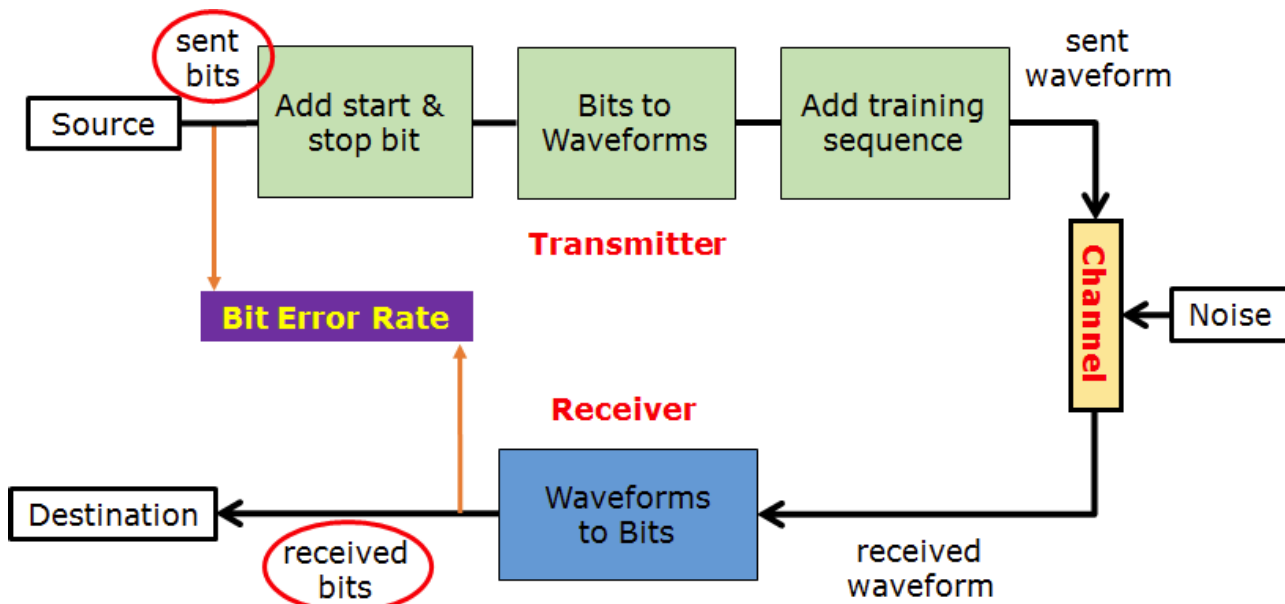 sent
bits
Source
Add start &
stop bit
Bits to
Waveforms
Add training
sequence
sent
waveform
Transmitter
Channel
Noise
Bit Error Rate
Receiver
Waveforms
to Bits
Destination
received
bits
received
waveform